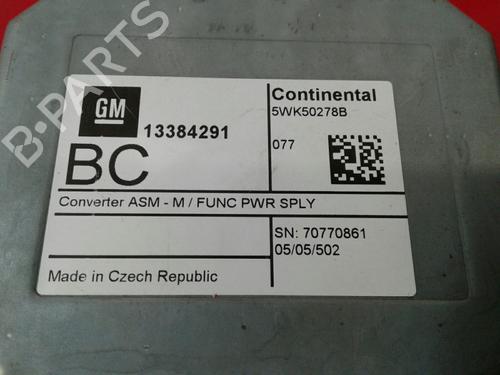 GM
13384291
BC
Continental
5WK50278B
077
Converter ASM - M / FUNC PWR SPLY
SN: 70770861
05/05/502
Made in Czech Republic
B-PARTS